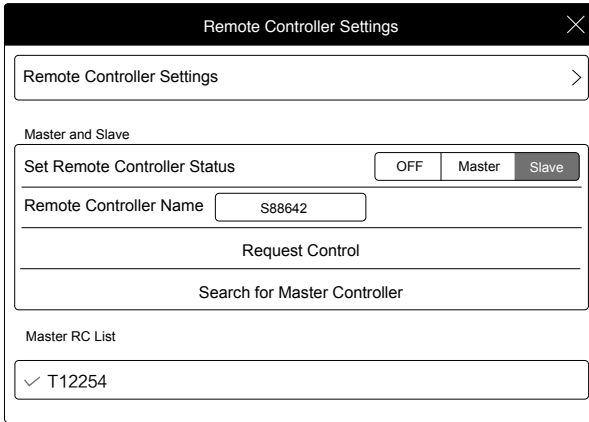 Remote Controller Settings
Remote Controller Settings
Master and Slave
Set Remote Controller Status OFF Master Slave
Remote Controller Name S88642
Request Control
Search for Master Controller
Master RC List
T12254